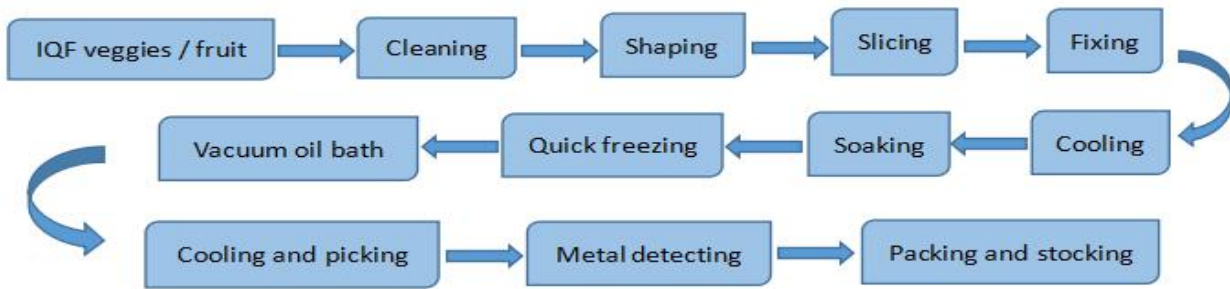 IQF veggies / fruit
Cleaning
Shaping
Slicing
Fixing
Cooling
Soaking
Quick freezing
Vacuum oil bath
Cooling and picking
Metal detecting
Packing and stocking